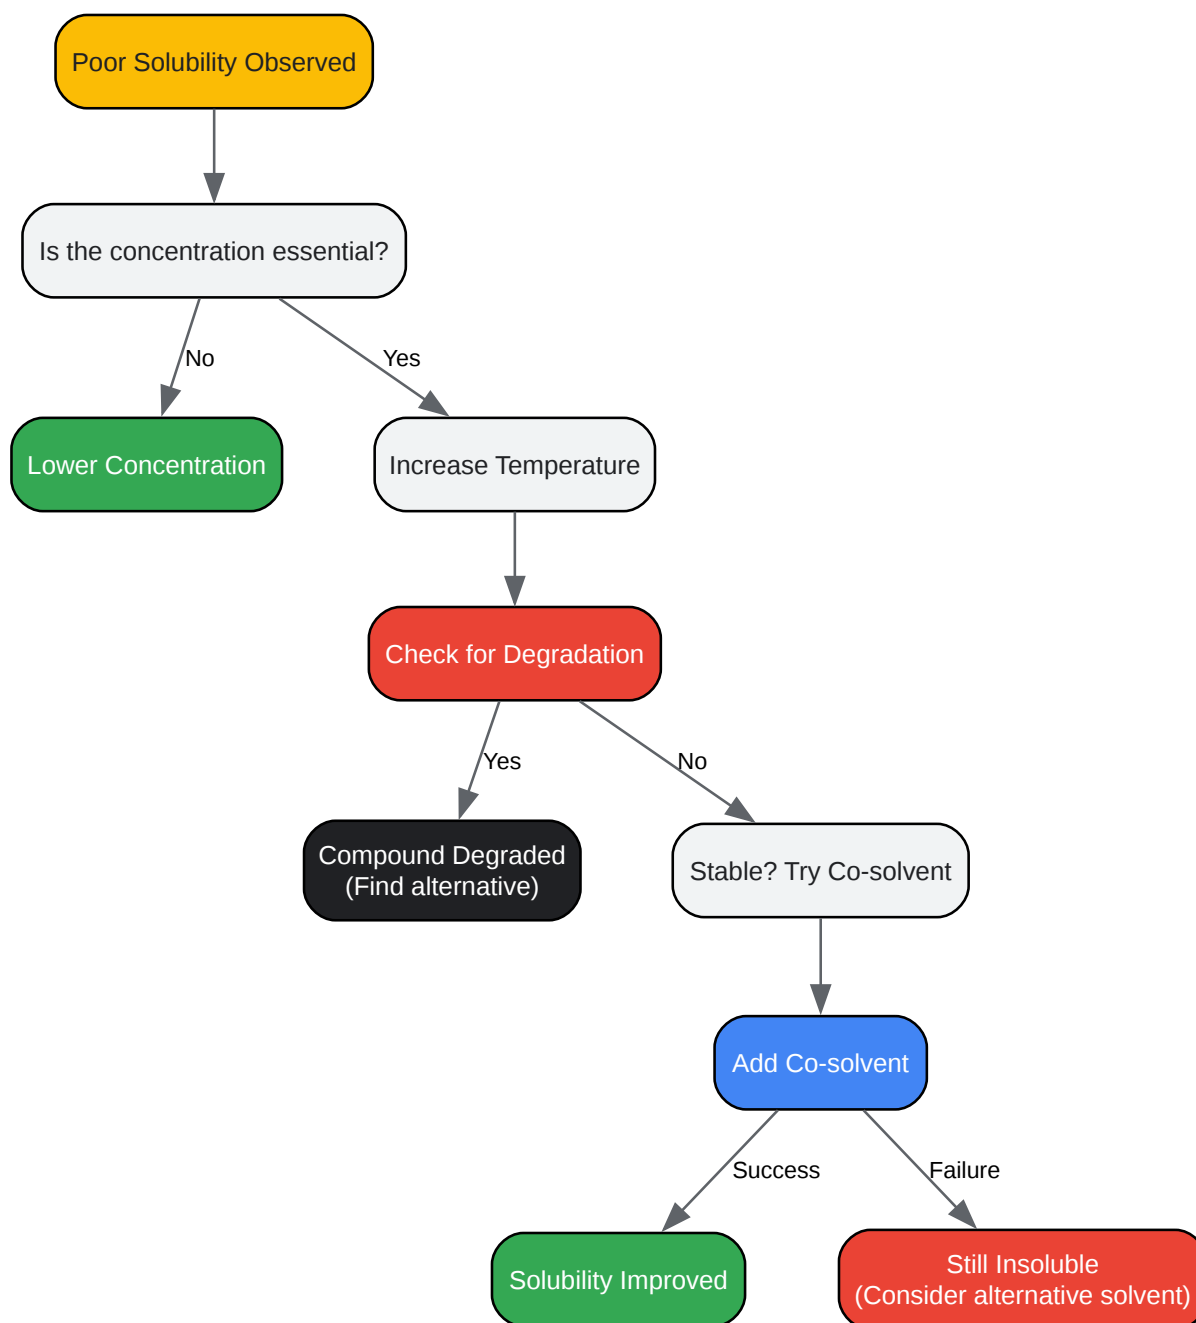 Poor Solubility Observed
Is the concentration essential?
No
Yes
Lower Concentration
Increase Temperature
Check for Degradation
Yes
No
Compound Degraded
(Find alternative)
Stable? Try Co-solvent
Add Co-solvent
Success
Failure
Solubility Improved
Still Insoluble
(Consider alternative solvent)